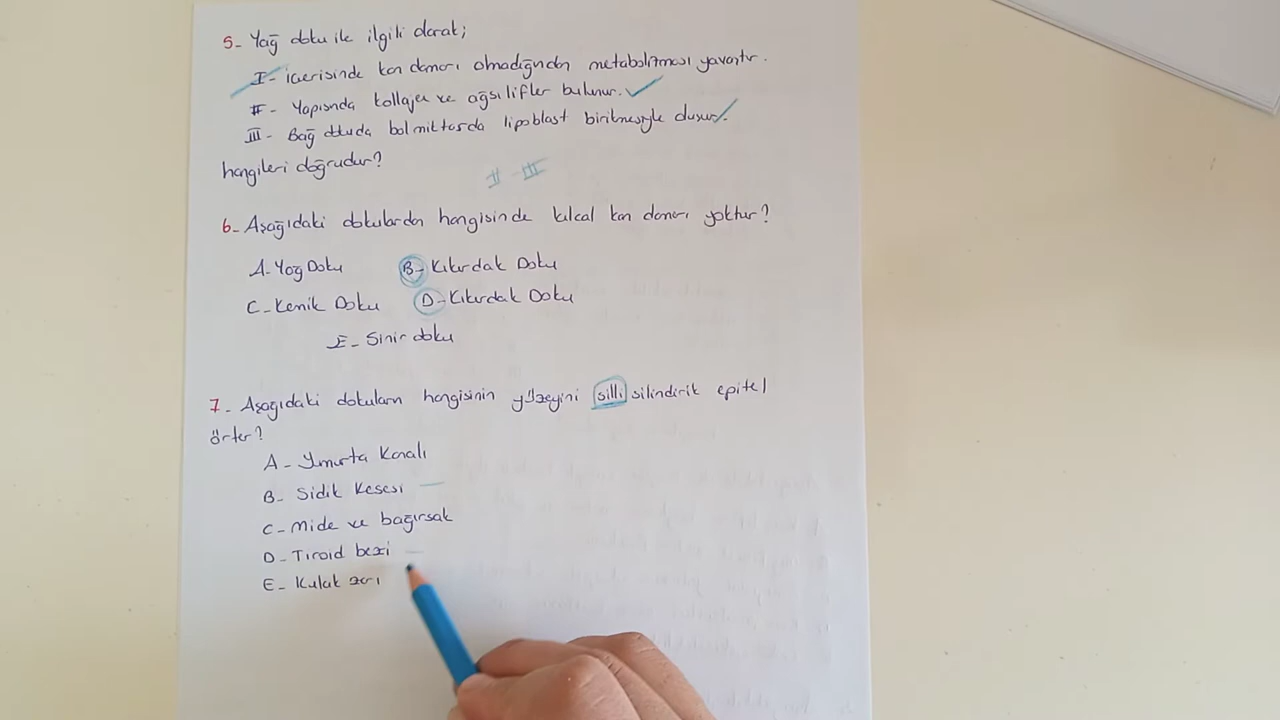 5- Yağ doku ile ilgili olarak;
I- içerisinde kan damarı olmadığından metabolizması yavaştır.
II- Yapısında kollajen ve ağsı lifler bulunur.
III- Bağ dokuda bol miktarda lipoblast birikmesiyle oluşur.
hangileri doğrudur?
II III
6- Aşağıdaki dokulardan hangisinde kılcal kan damarı yoktur?
A- Yağ Doku B- Kıkırdak Doku
C- Kemik Doku D- Kıkırdak Doku
E- Sinir doku
7- Aşağıdaki dokuların hangisinin yüzeyini silli silindirik epitel
örter?
A- Yumurta Kanalı
B- Sidik Kesesi
C- Mide ve bağırsak
D- Tiroid bezi
E- Kulak zarı